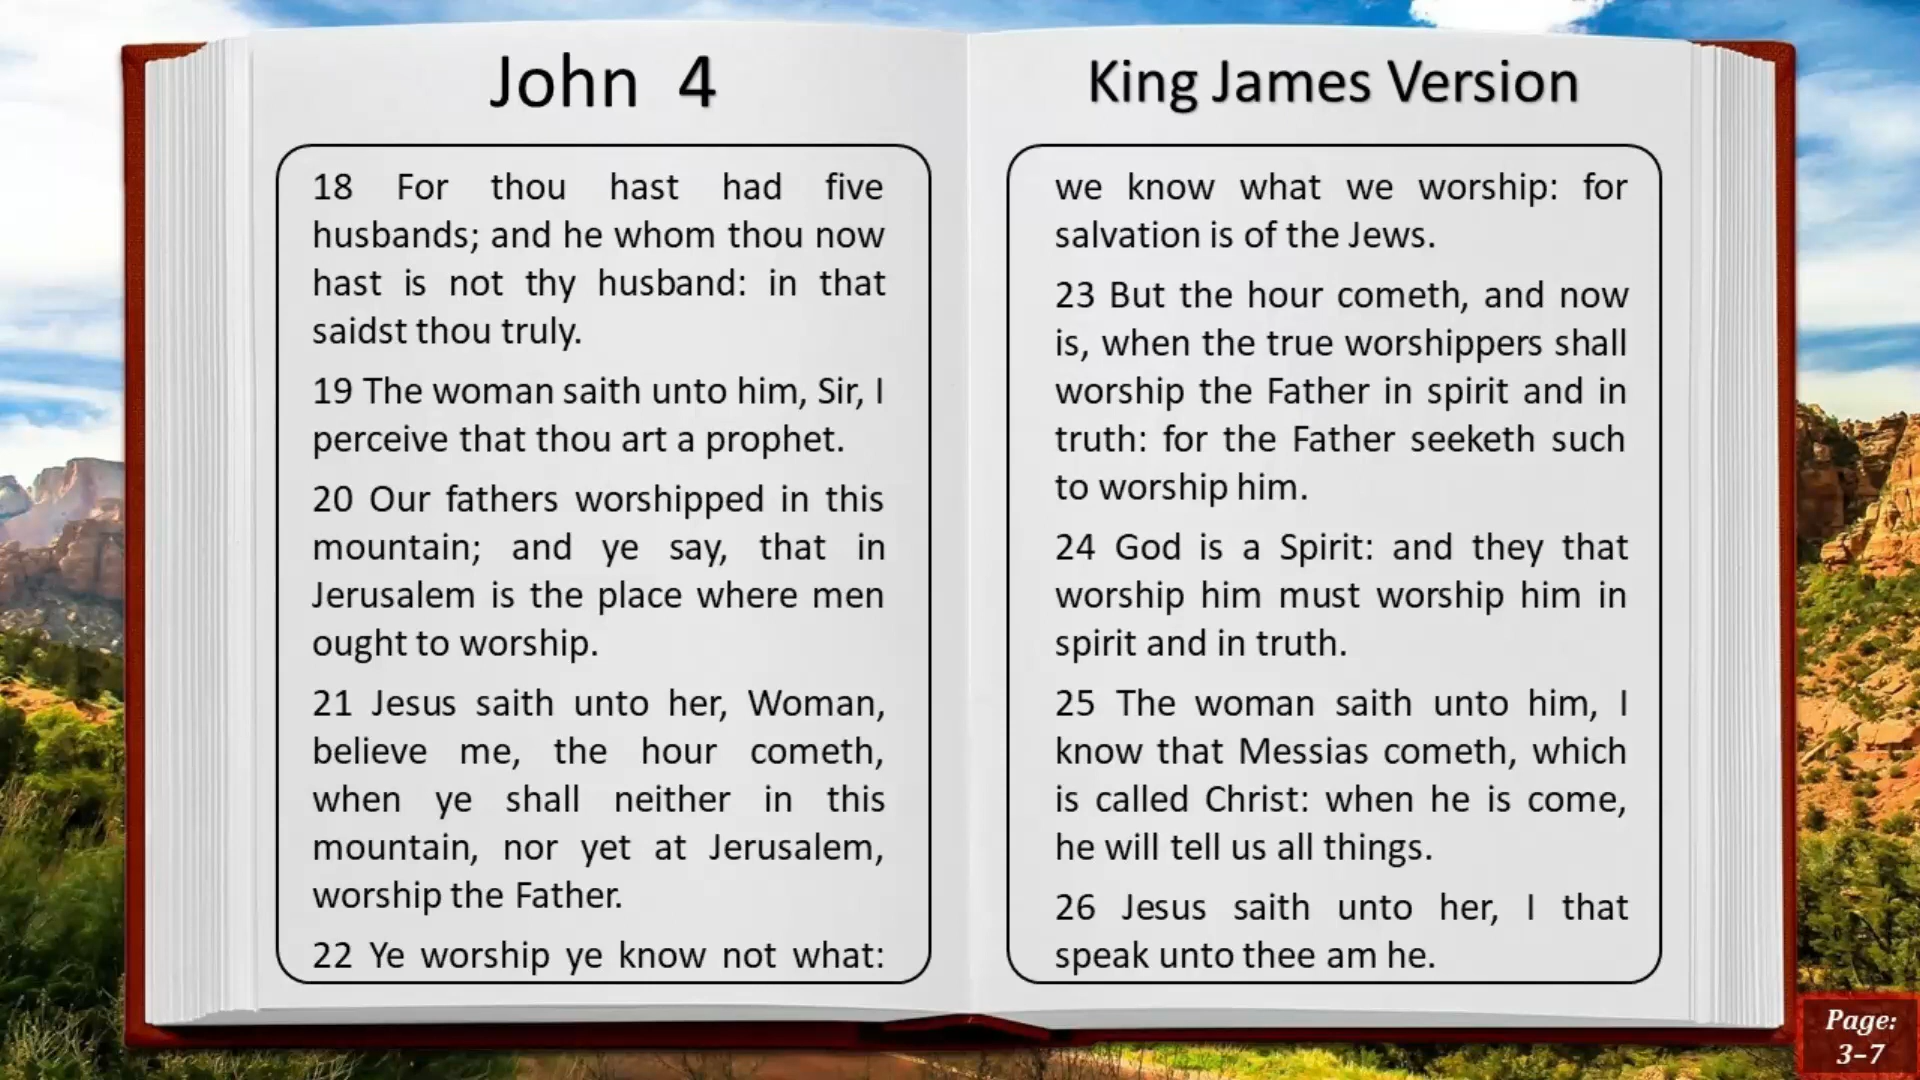 John 4
18 For thou hast had five
husbands; and he whom thou now
hast is not thy husband: in that
saidst thou truly.
19 The woman saith unto him, Sir, I
perceive that thou art a prophet.
20 Our fathers worshipped in this
mountain; and ye say, that in
Jerusalem is the place where men
ought to worship.
21 Jesus saith unto her, Woman,
believe me, the hour cometh,
when ye shall neither in this
mountain, nor yet at Jerusalem,
worship the Father.
22 Ye worship ye know not what:
King James Version
we know what we worship: for
salvation is of the Jews.
23 But the hour cometh, and now
is, when the true worshippers shall
worship the Father in spirit and in
truth: for the Father seeketh such
to worship him.
24 God is a Spirit: and they that
worship him must worship him in
spirit and in truth.
25 The woman saith unto him, I
know that Messias cometh, which
is called Christ: when he is come,
he will tell us all things.
26 Jesus saith unto her, I that
speak unto thee am he.
Page:
3–7